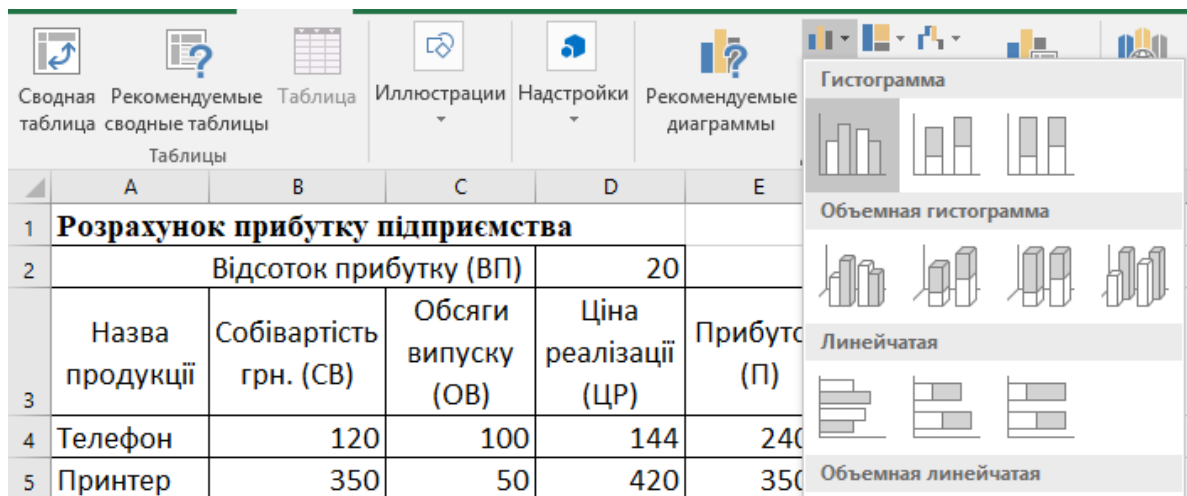 Сводная таблица
Рекомендуемые сводные таблицы
Таблица
Иллюстрации
Надстройки
Рекомендуемые диаграммы
Таблицы
Гистограмма
Объемная гистограмма
Линейчатая
Объемная линейчатая
A B C D E
1 Розрахунок прибутку підприємства
2 Відсоток прибутку (ВП) 20
3 Назва продукції Собівартість грн. (СВ) Обсяги випуску (ОВ) Ціна реалізації (ЦР) (П)
4 Телефон 120 100 144
5 Принтер 350 50 420